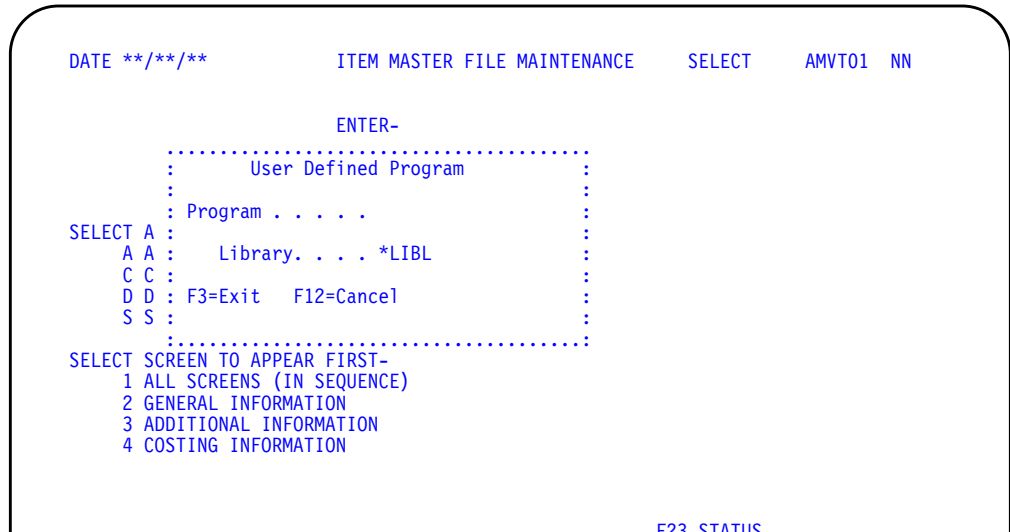 DATE **/**/** ITEM MASTER FILE MAINTENANCE SELECT AMVTO1 NN
ENTER-
........................................
: User Defined Program :
: :
: Program . . . . . :
SELECT A : :
A A : Library. . . . *LIBL :
C C : :
D D : F3=Exit F12=Cancel :
S S : :
:......................................:
SELECT SCREEN TO APPEAR FIRST-
1 ALL SCREENS (IN SEQUENCE)
2 GENERAL INFORMATION
3 ADDITIONAL INFORMATION
4 COSTING INFORMATION
F23 STATUS